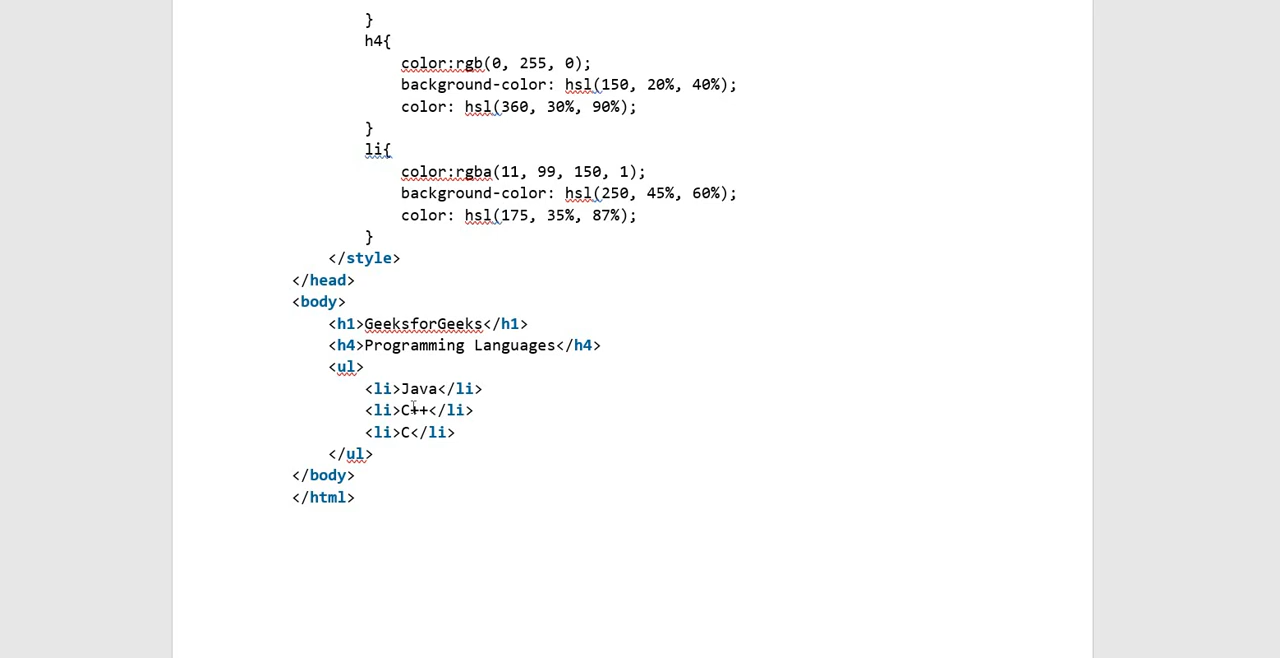 }
h4{
color:rgb(0, 255, 0);
background-color: hsl(150, 20%, 40%);
color: hsl(360, 30%, 90%);
}
li{
color:rgba(11, 99, 150, 1);
background-color: hsl(250, 45%, 60%);
color: hsl(175, 35%, 87%);
}
</style>
</head>
<body>
<h1>GeeksforGeeks</h1>
<h4>Programming Languages</h4>
<ul>
<li>Java</li>
<li>C++</li>
<li>C</li>
</ul>
</body>
</html>